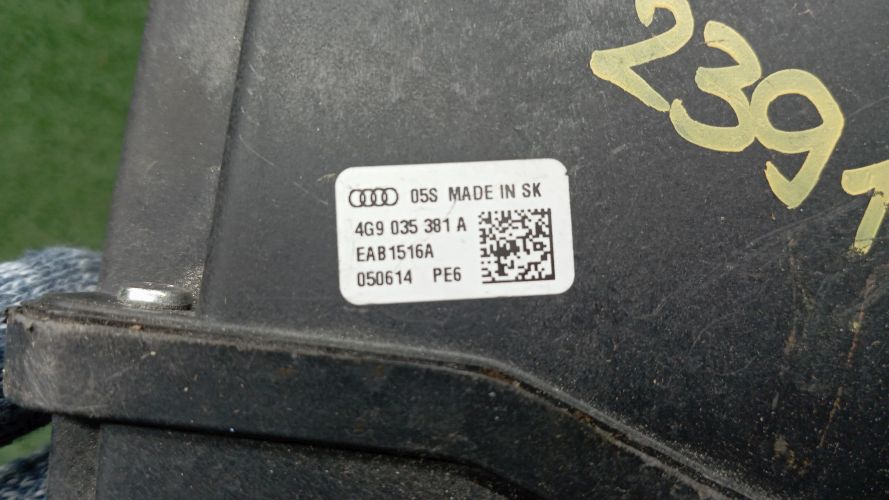 239
05S MADE IN SK
4G9 035 381 A
EAB1516A
050614 PE6